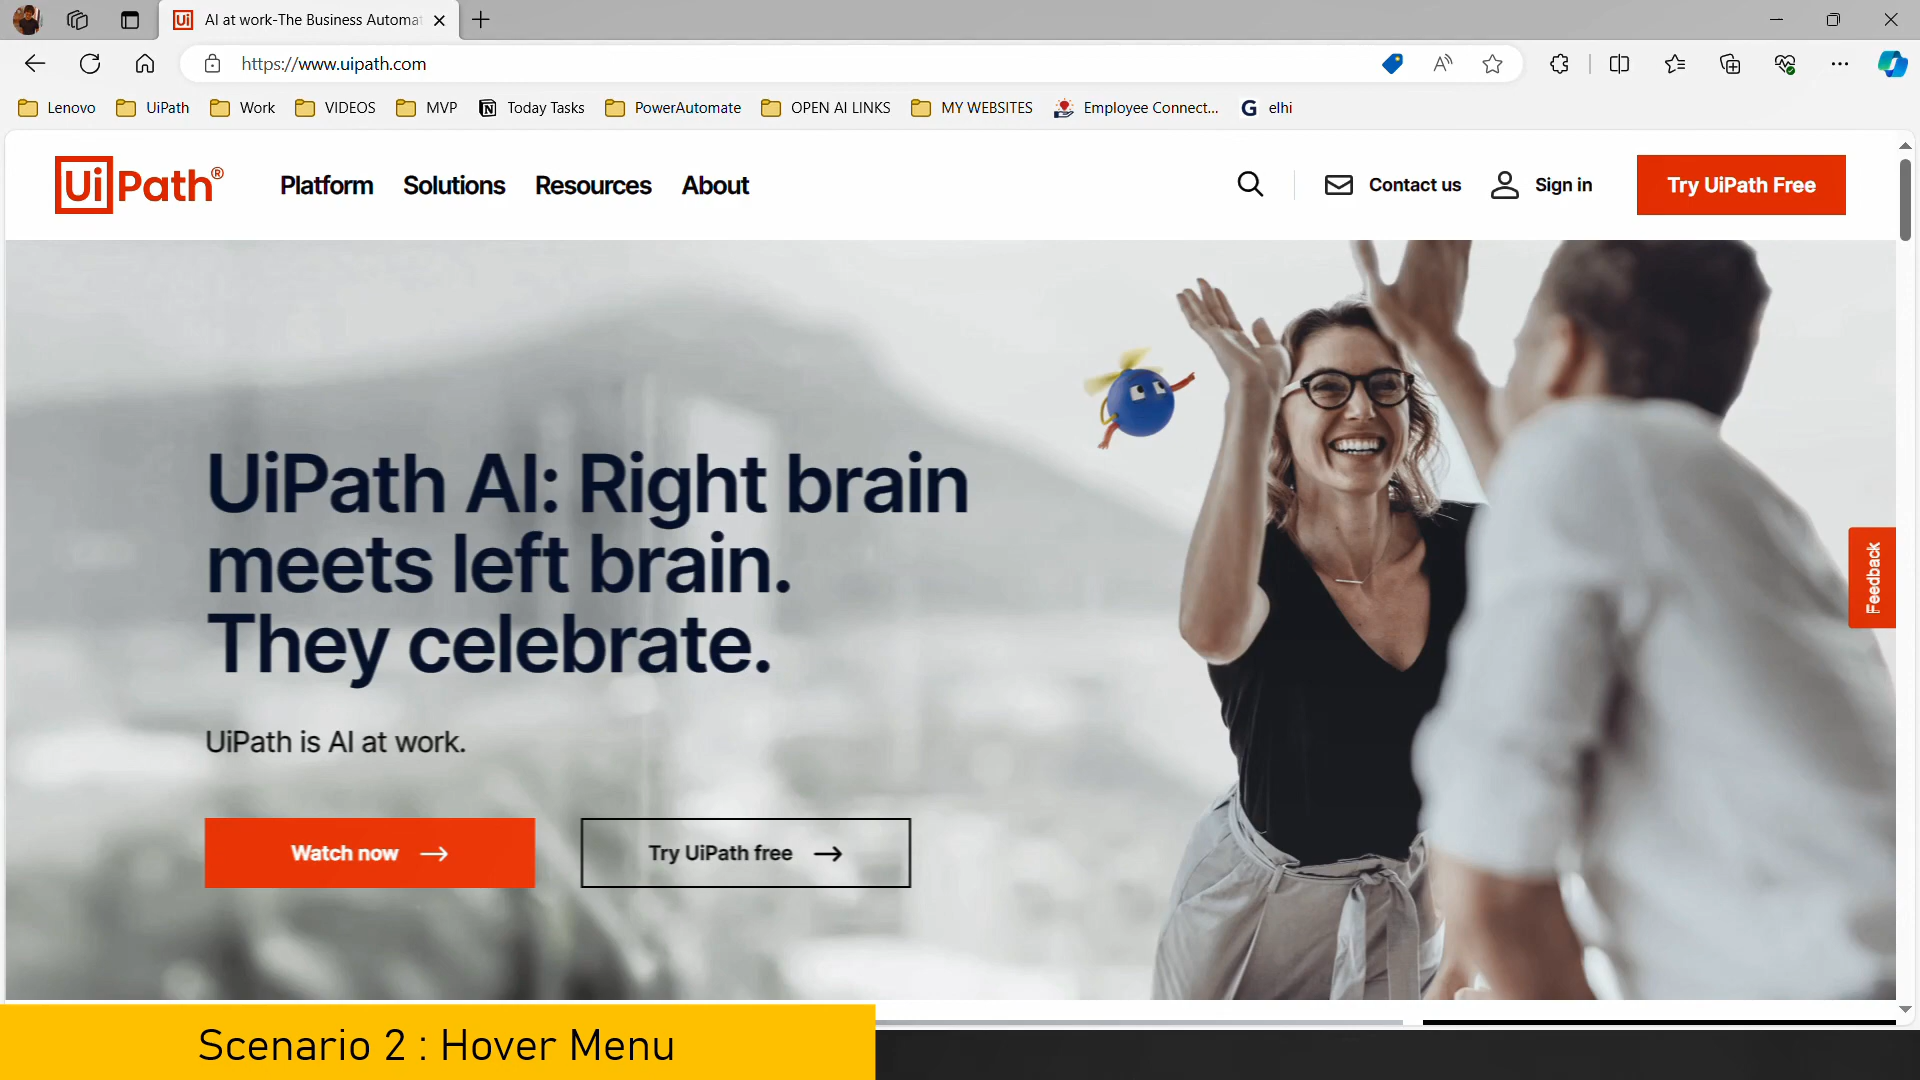 Ui AI at work-The Business Automat
https://www.uipath.com
Lenovo UiPath Work VIDEOS MVP Today Tasks PowerAutomate OPEN AI LINKS MY WEBSITES Employee Connect... G elhi
UiPath® Platform Solutions Resources About Contact us Sign in Try UiPath Free
UiPath AI: Right brain
meets left brain.
They celebrate.
Feedback
UiPath is AI at work.
Watch now Try UiPath free
Scenario 2 : Hover Menu